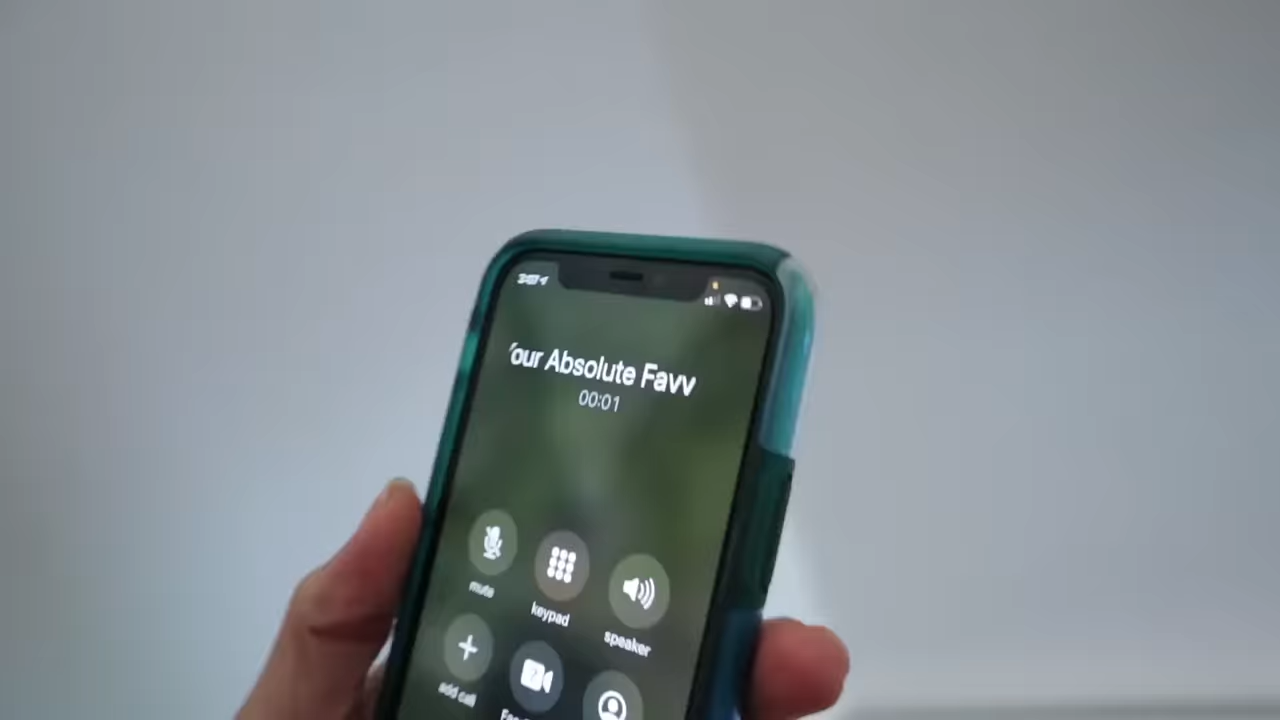 our Absolute Favv
00:01
mute
keypad
speaker
add call